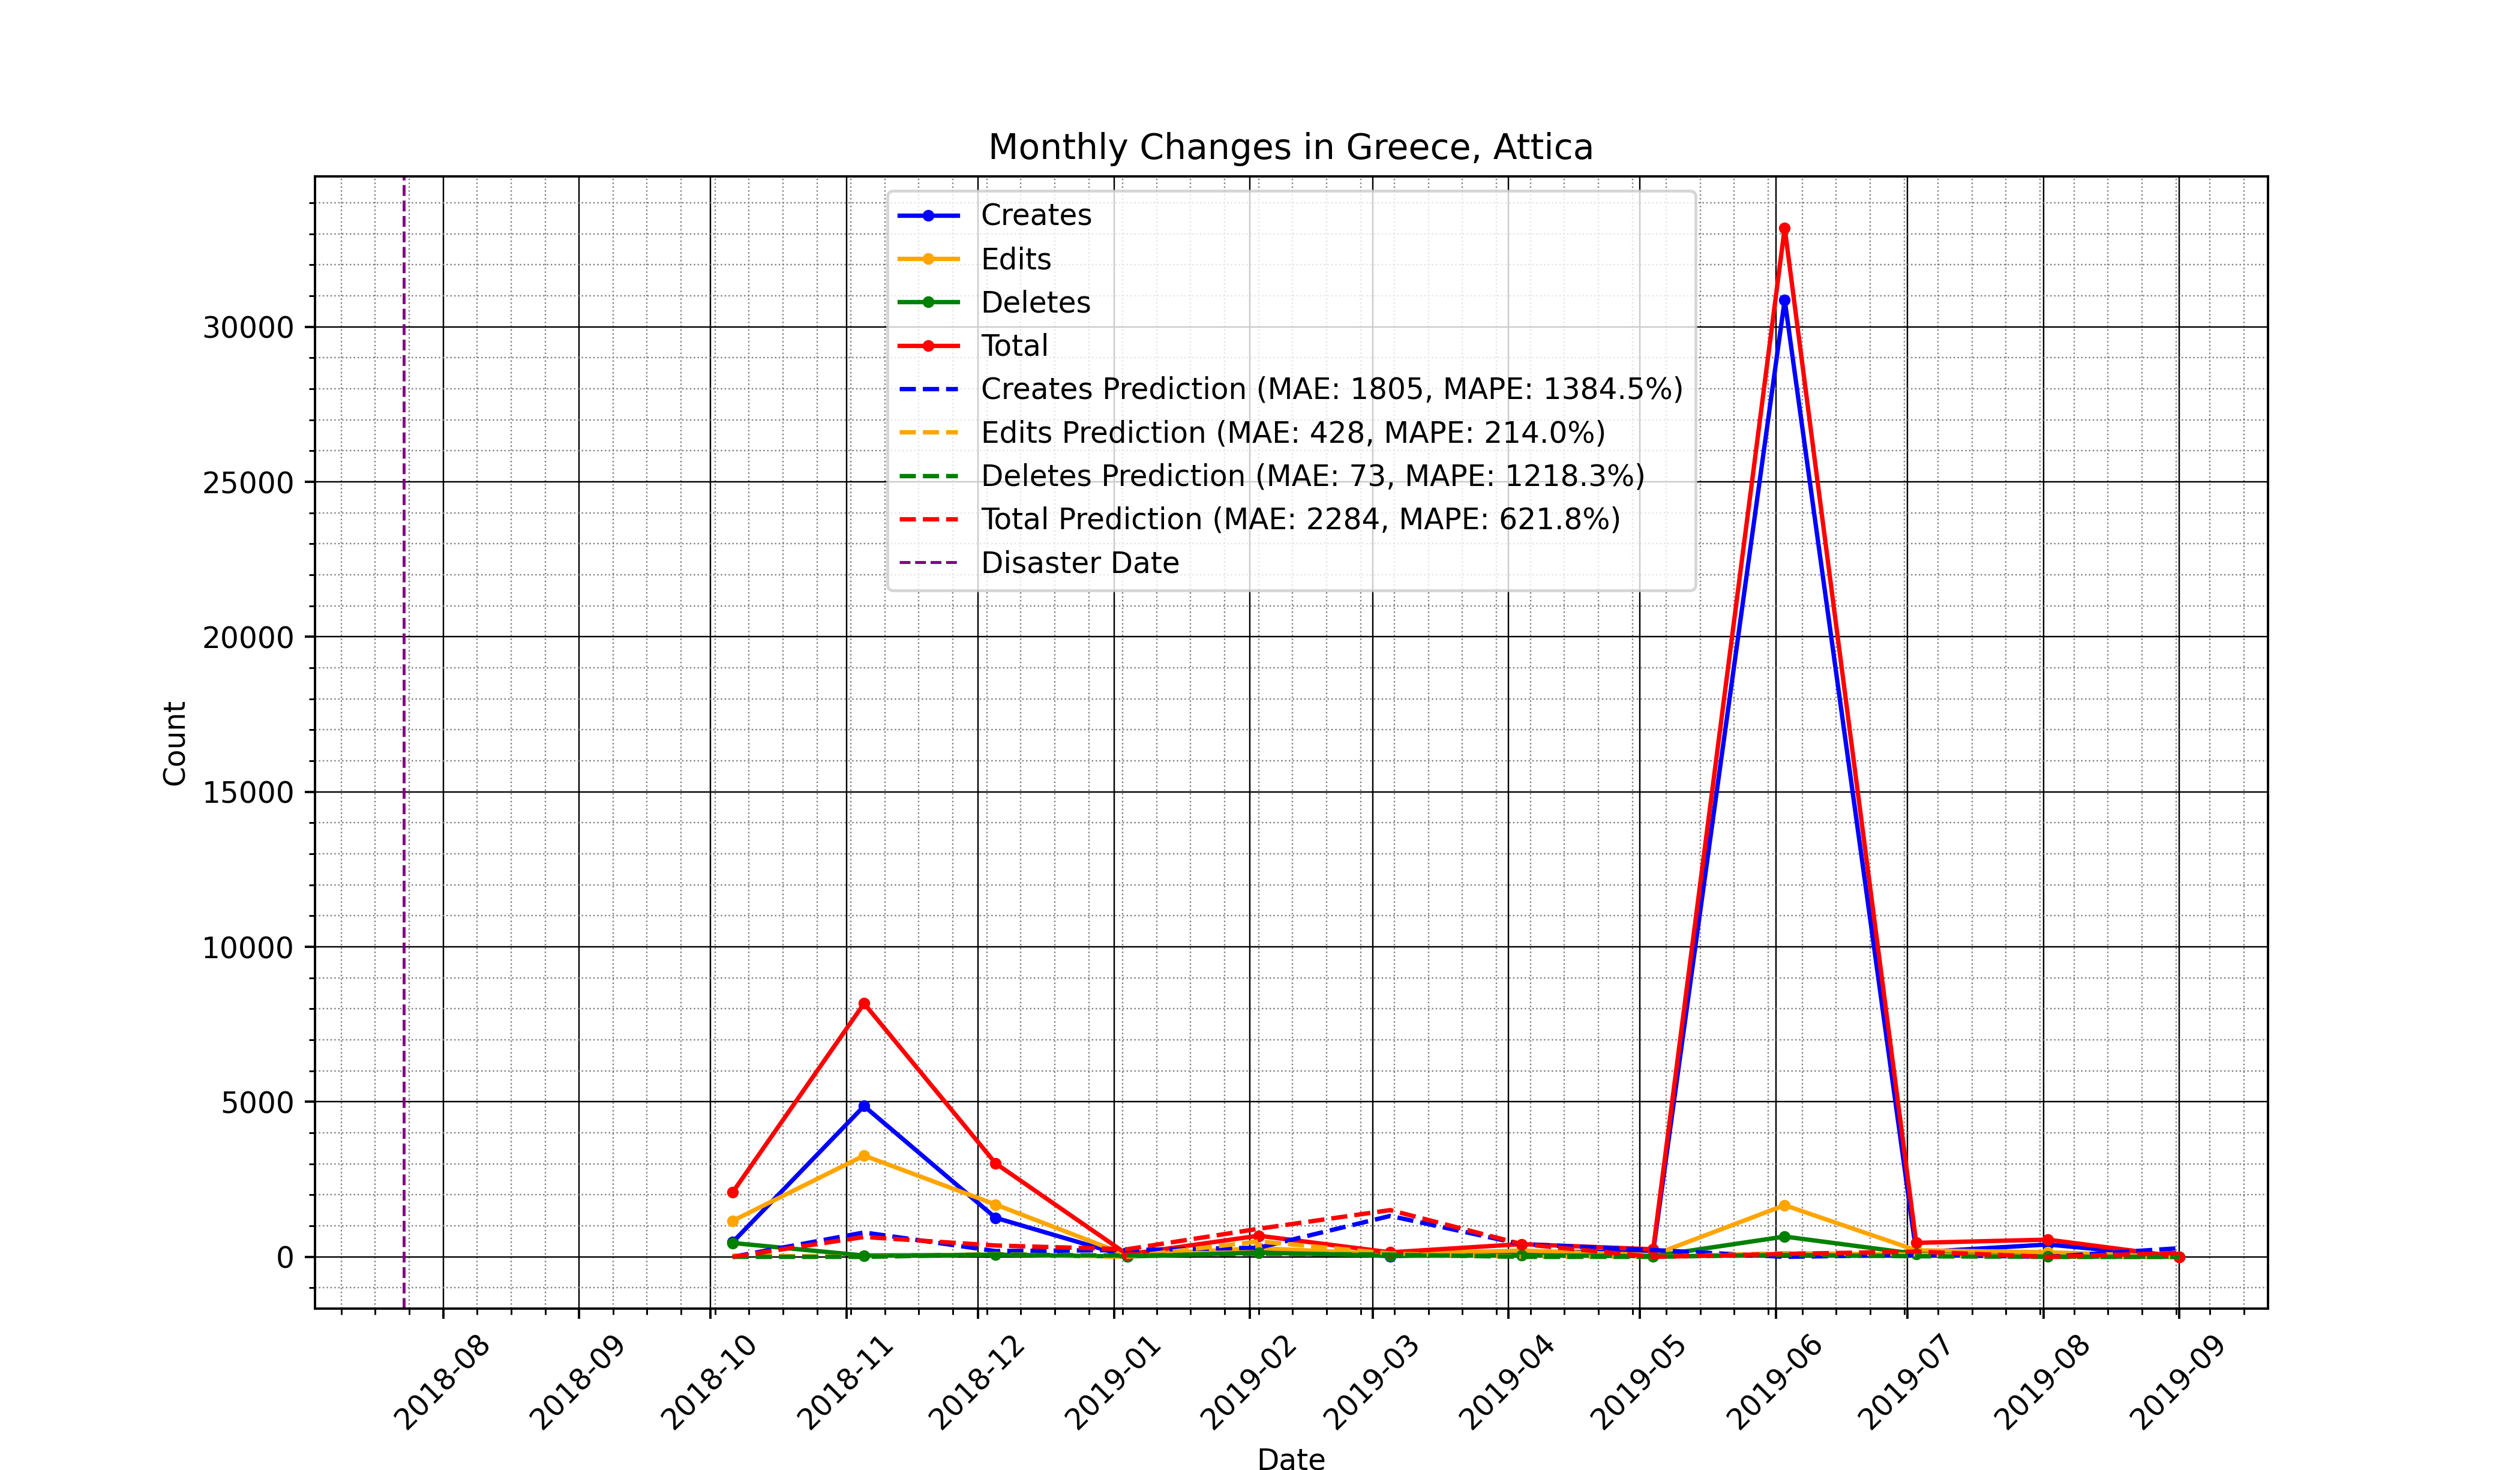 Monthly Changes in Greece, Attica
Creates
Edits
Deletes
Total
Creates Prediction (MAE: 1805, MAPE: 1384.5%)
Edits Prediction (MAE: 428, MAPE: 214.0%)
Deletes Prediction (MAE: 73, MAPE: 1218.3%)
Total Prediction (MAE: 2284, MAPE: 621.8%)
Disaster Date
30000
25000
20000
15000
10000
5000
0
Count
2018-08
2018-09
2018-10
2018-11
2018-12
2019-01
2019-02
2019-03
2019-04
2019-05
2019-06
2019-07
2019-08
2019-09
Date